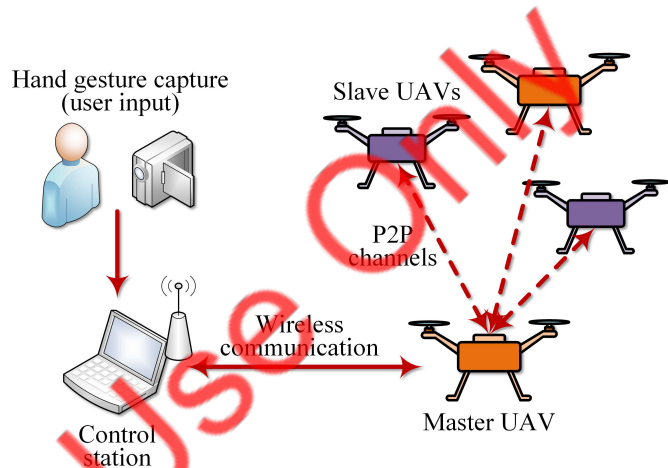 Hand gesture capture
(user input)
Slave UAVs
P2P
channels
Wireless
communication
Master UAV
Control
station
Use Only